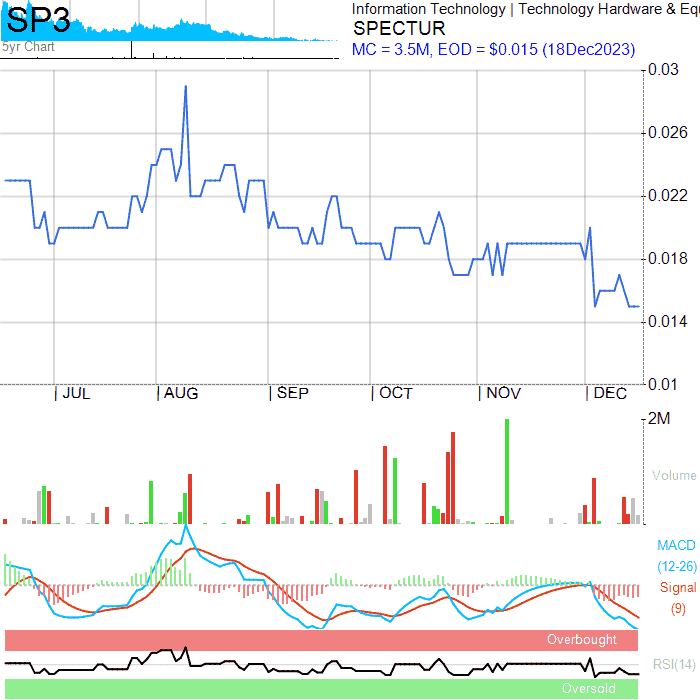 SP3
Information Technology | Technology Hardware & Equ
SPECTUR
5yr Chart
MC = 3.5M, EOD = $0.015 (18Dec2023)
0.03
0.026
0.022
0.018
0.014
0.01
JUL AUG SEP OCT NOV DEC
2M
Volume
MACD
(12-26)
Signal
(9)
Overbought
RSI(14)
Oversold